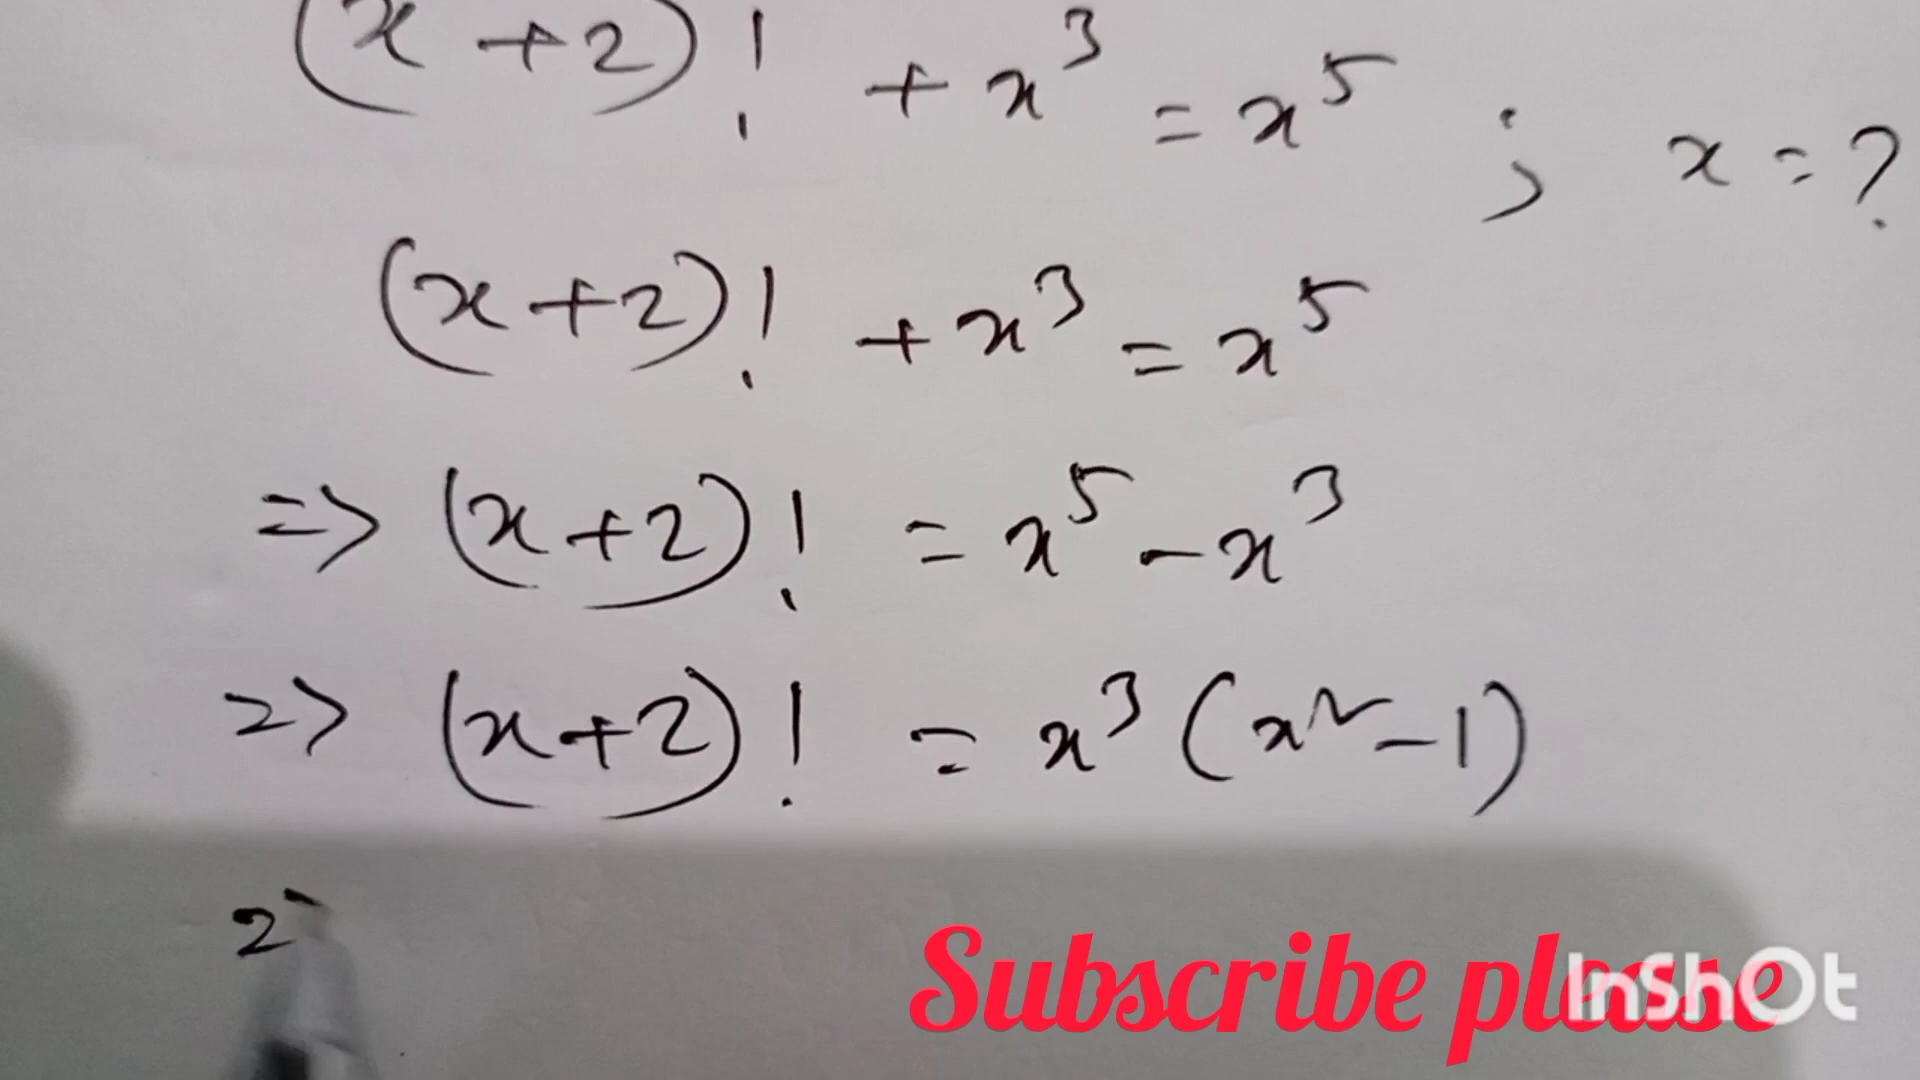 (x+2)! + x³ = x⁵ ; x = ?
(x+2)! + x³ = x⁵
=> (x+2)! = x⁵ - x³
=> (x+2)! = x³ (x² - 1)
Subscribe please
InShOt